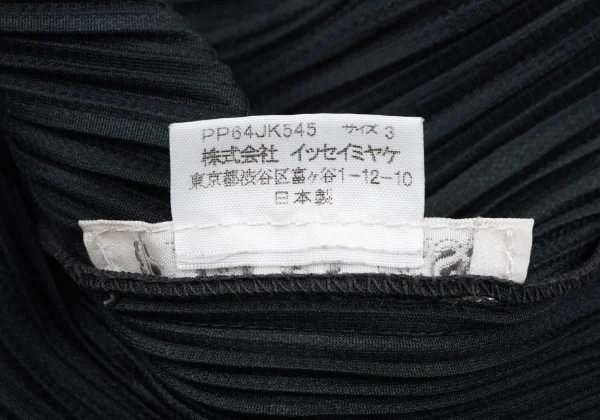 PP64JK545 サイズ 3
株式会社 イッセイミヤケ
東京都渋谷区富ヶ谷1-12-10
日本製